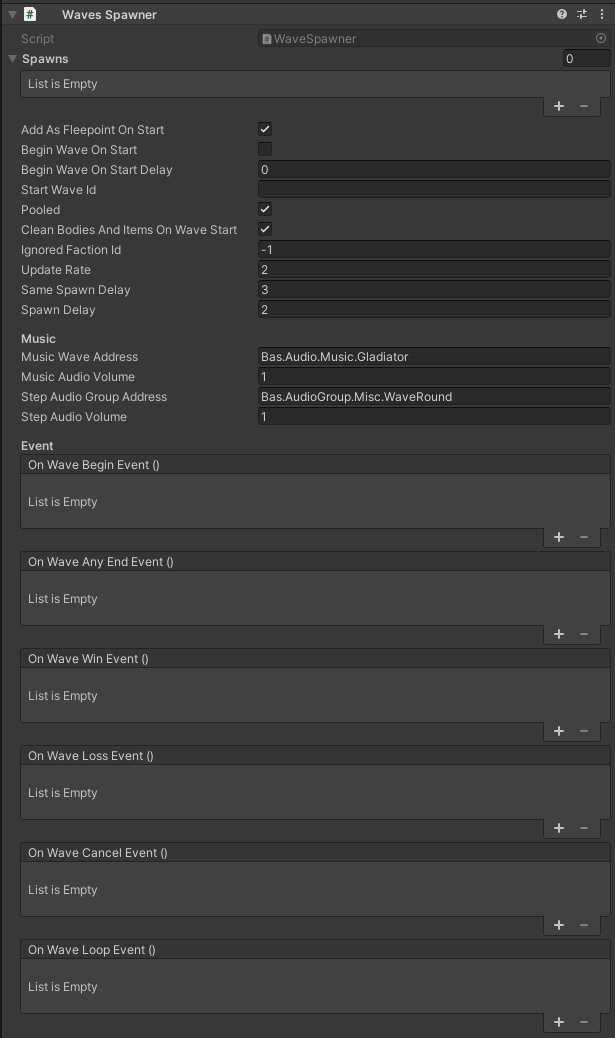 Waves Spawner
Script WaveSpawner
Spawns 0
List is Empty
Add As Fleepoint On Start
Begin Wave On Start
Begin Wave On Start Delay 0
Start Wave Id
Pooled
Clean Bodies And Items On Wave Start
Ignored Faction Id -1
Update Rate 2
Same Spawn Delay 3
Spawn Delay 2
Music
Music Wave Address Bas.Audio.Music.Gladiator
Music Audio Volume 1
Step Audio Group Address Bas.AudioGroup.Misc.WaveRound
Step Audio Volume 1
Event
On Wave Begin Event ()
List is Empty
On Wave Any End Event ()
List is Empty
On Wave Win Event ()
List is Empty
On Wave Loss Event ()
List is Empty
On Wave Cancel Event ()
List is Empty
On Wave Loop Event ()
List is Empty